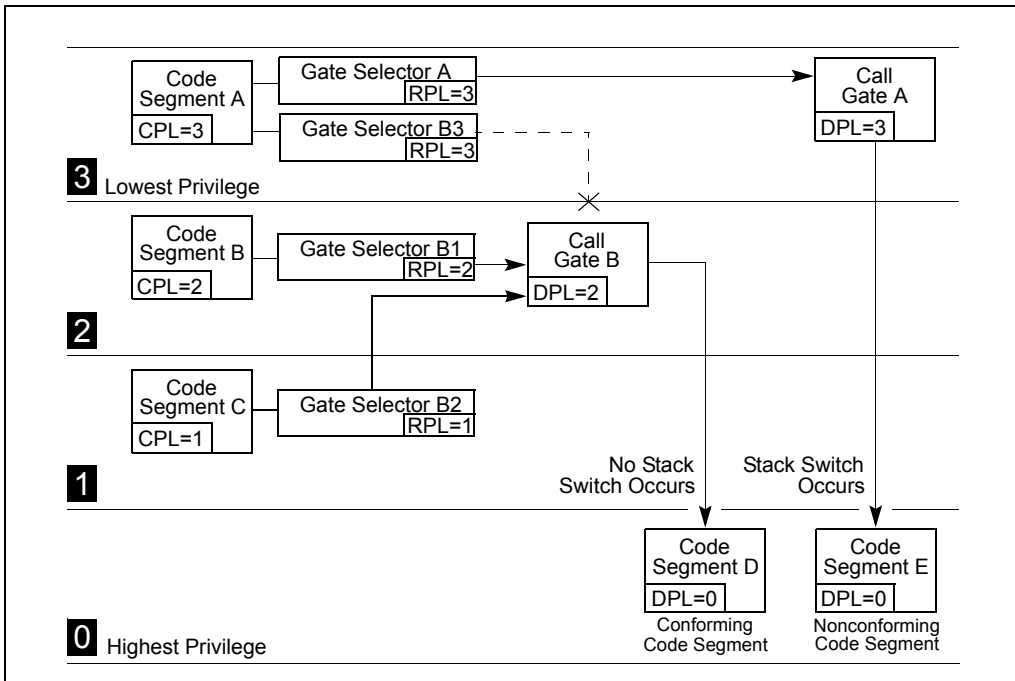 Code
Segment A
CPL=3
Gate Selector A
RPL=3
Gate Selector B3
RPL=3
Call
Gate A
DPL=3
3 Lowest Privilege
Code
Segment B
CPL=2
Gate Selector B1
RPL=2
Call
Gate B
DPL=2
2
Code
Segment C
CPL=1
Gate Selector B2
RPL=1
1
No Stack
Switch Occurs
Stack Switch
Occurs
Code
Segment D
DPL=0
Conforming
Code Segment
Code
Segment E
DPL=0
Nonconforming
Code Segment
0 Highest Privilege